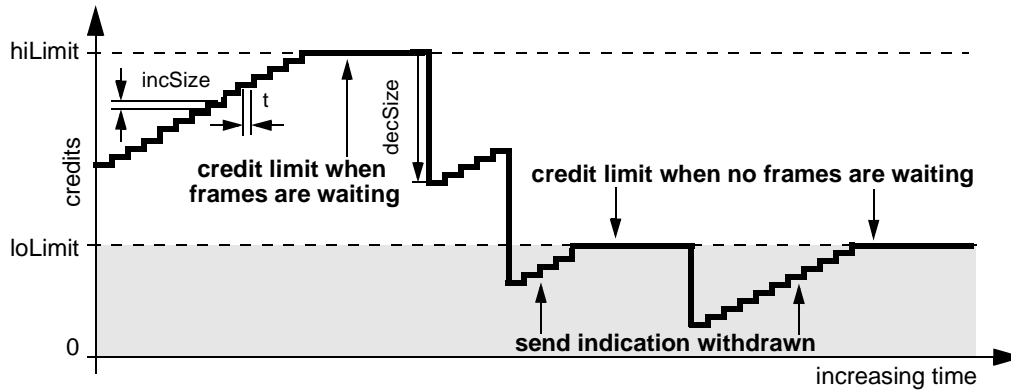 hiLimit
incSize
t
decSize
credits
credit limit when
frames are waiting
credit limit when no frames are waiting
loLimit
send indication withdrawn
0
increasing time